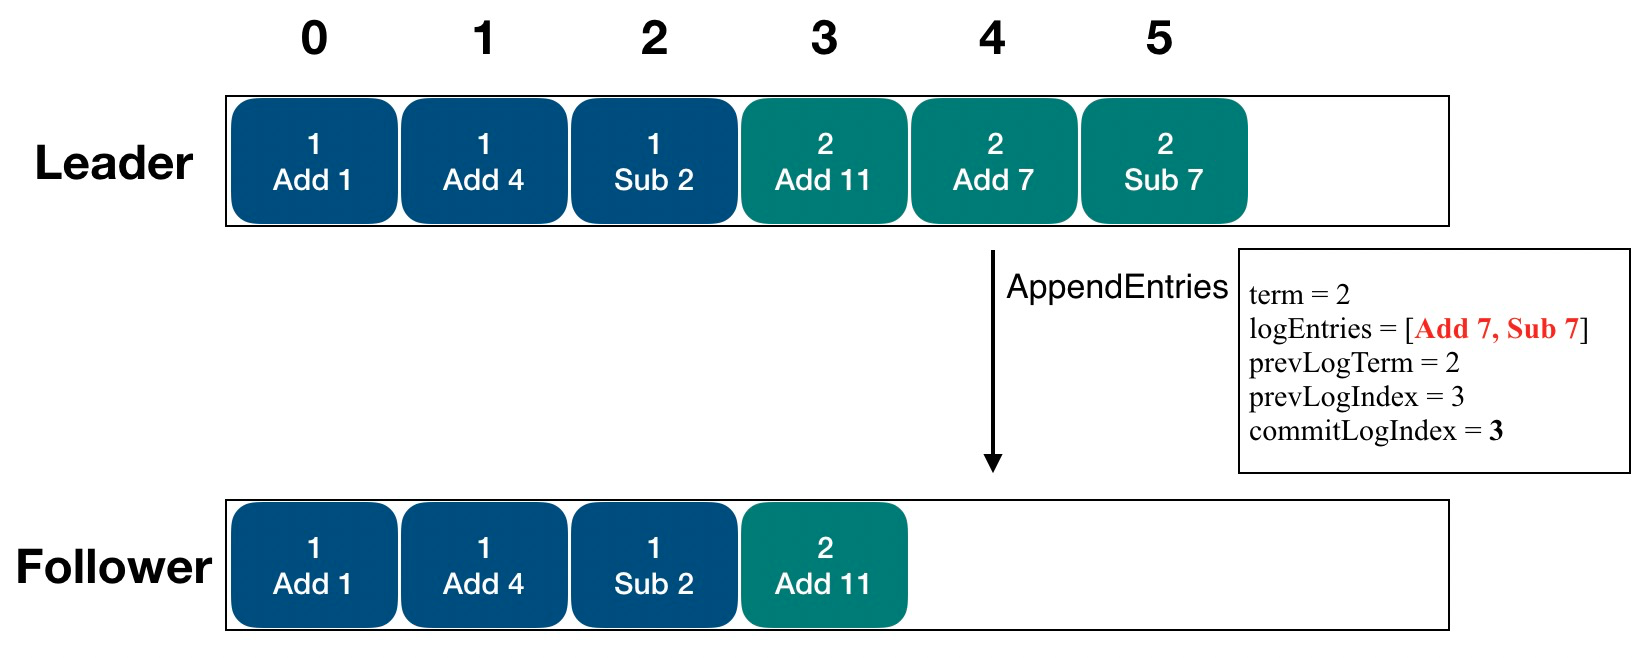 0 1 2 3 4 5
Leader
1 1 1 2 2 2
Add 1 Add 4 Sub 2 Add 11 Add 7 Sub 7
AppendEntries
term = 2
logEntries = [Add 7, Sub 7]
prevLogTerm = 2
prevLogIndex = 3
commitLogIndex = 3
Follower
1 1 1 2
Add 1 Add 4 Sub 2 Add 11